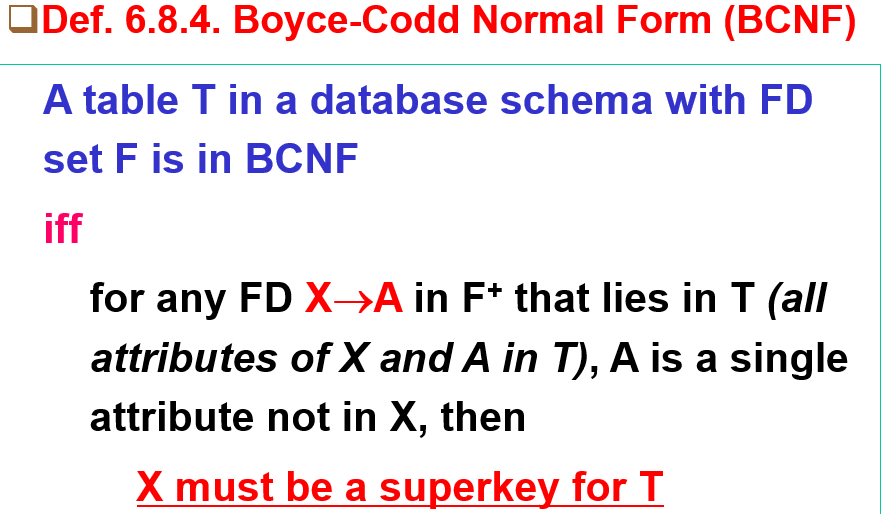 ❑Def. 6.8.4. Boyce-Codd Normal Form (BCNF)
A table T in a database schema with FD
set F is in BCNF
iff
for any FD X→A in F⁺ that lies in T (all
attributes of X and A in T), A is a single
attribute not in X, then
X must be a superkey for T